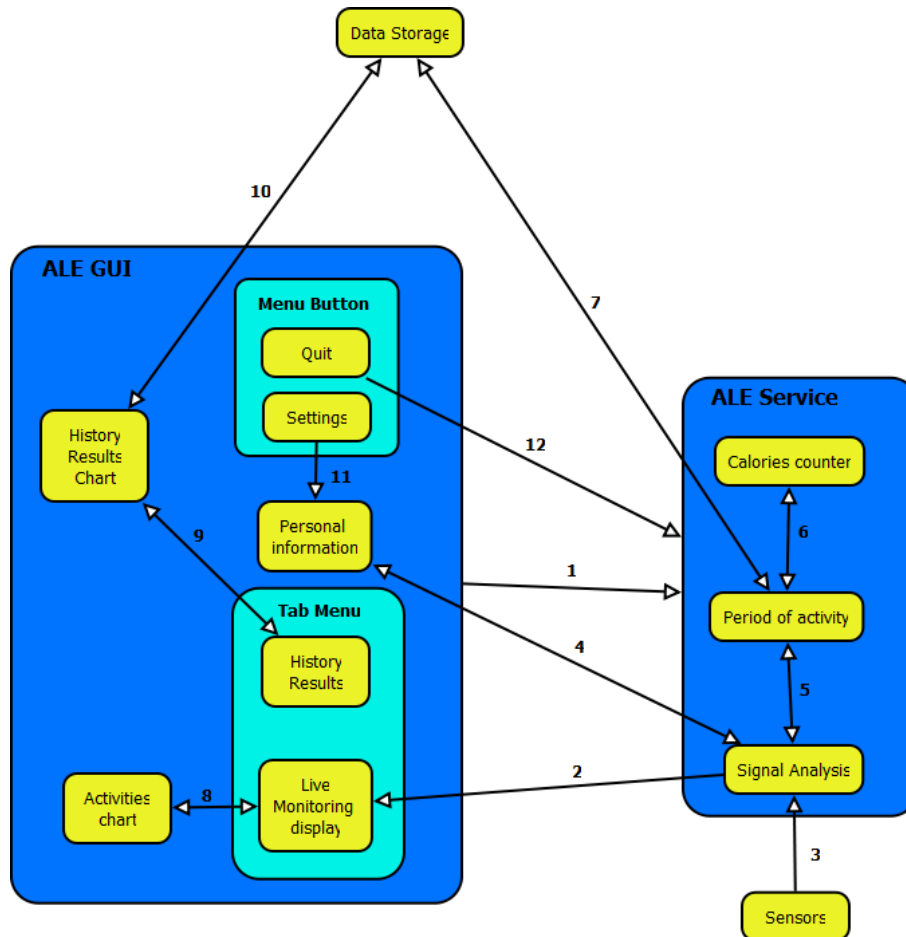 Data Storage
10
7
ALE GUI
Menu Button
Quit
Settings
11
12
History
Results
Chart
9
Personal
information
1
4
Tab Menu
History
Results
Live
Monitoring
display
8
Activities
chart
2
ALE Service
Calories counter
6
Period of activity
5
Signal Analysis
3
Sensors